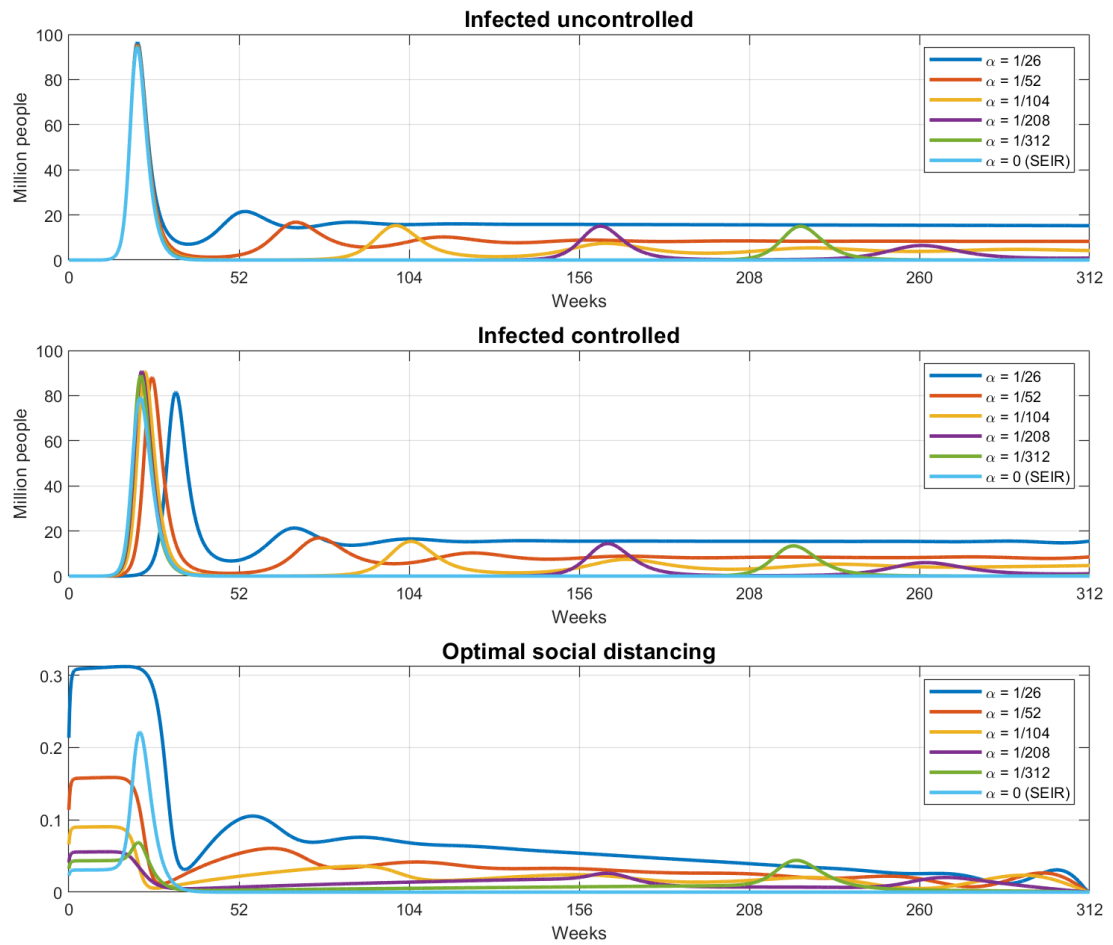 Infected uncontrolled
Million people
100
80
60
40
20
0
0 52 104 156 208 260 312
Weeks
α = 1/26
α = 1/52
α = 1/104
α = 1/208
α = 1/312
α = 0 (SEIR)
Infected controlled
Million people
100
80
60
40
20
0
0 52 104 156 208 260 312
Weeks
α = 1/26
α = 1/52
α = 1/104
α = 1/208
α = 1/312
α = 0 (SEIR)
Optimal social distancing
0.3
0.2
0.1
0
0 52 104 156 208 260 312
Weeks
α = 1/26
α = 1/52
α = 1/104
α = 1/208
α = 1/312
α = 0 (SEIR)